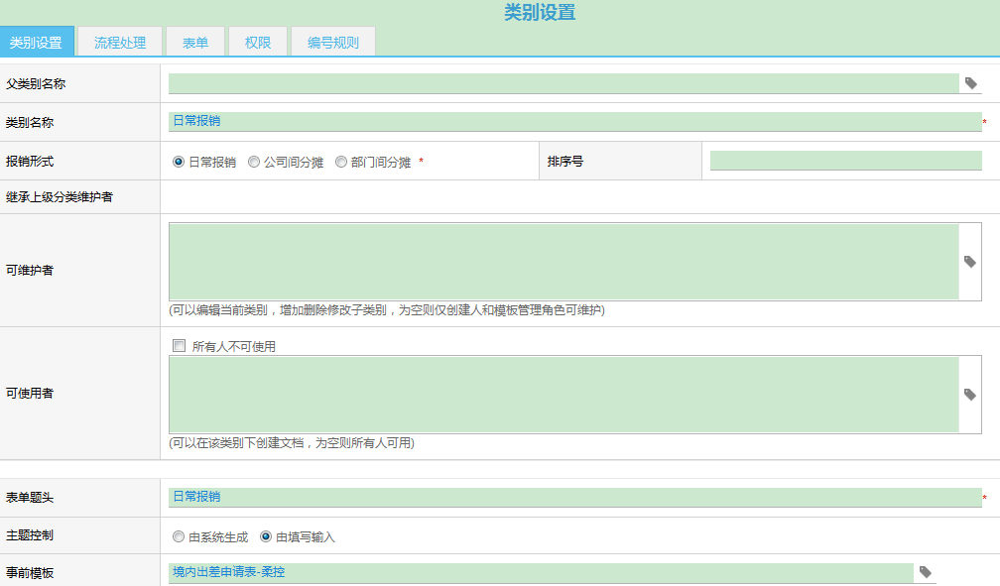 类别设置
类别设置 流程处理 表单 权限 编号规则
父类别名称
类别名称 日常报销 *
报销形式 日常报销 公司间分摊 部门间分摊 * 排序号
继承上级分类维护者
可维护者
(可以编辑当前类别，增加删除修改子类别，为空则仅创建人和模板管理角色可维护)
所有人不可使用
可使用者
(可以在该类别下创建文档，为空则所有人可用)
表单题头 日常报销 *
主题控制 由系统生成 由填写输入
事前模板 境内出差申请表-柔控